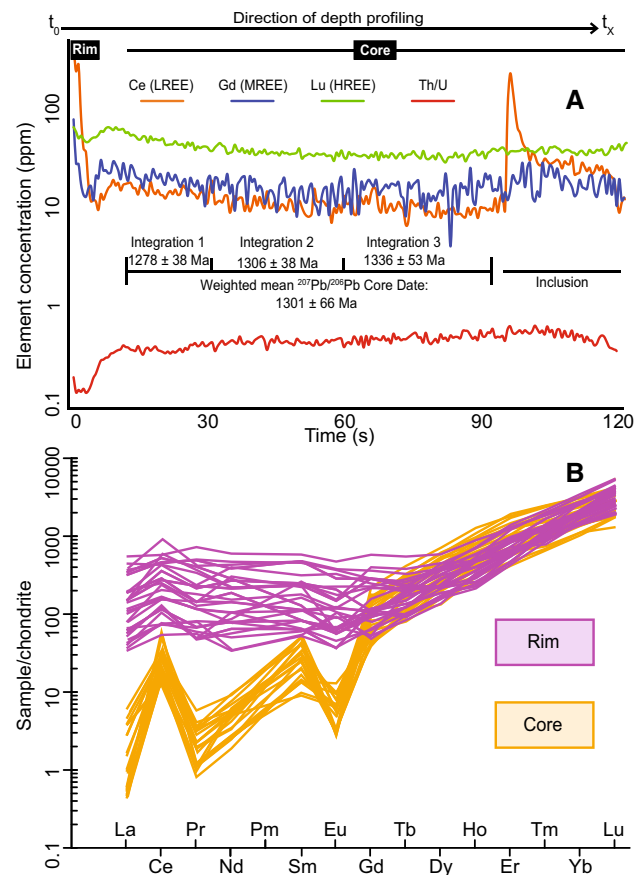 Direction of depth profiling
t₀ tₓ
Rim Core
Ce (LREE) Gd (MREE) Lu (HREE) Th/U
A
Element concentration (ppm)
100
10
1
0.1
Integration 1 Integration 2 Integration 3
1278 ± 38 Ma 1306 ± 38 Ma 1336 ± 53 Ma
Weighted mean ²⁰⁷Pb/²⁰⁶Pb Core Date:
1301 ± 66 Ma
Inclusion
0 30 60 90 120
Time (s)
B
Sample/chondrite
10000
1000
100
10
1
0.1
Rim
Core
La Pr Pm Eu Tb Ho Tm Lu
Ce Nd Sm Gd Dy Er Yb